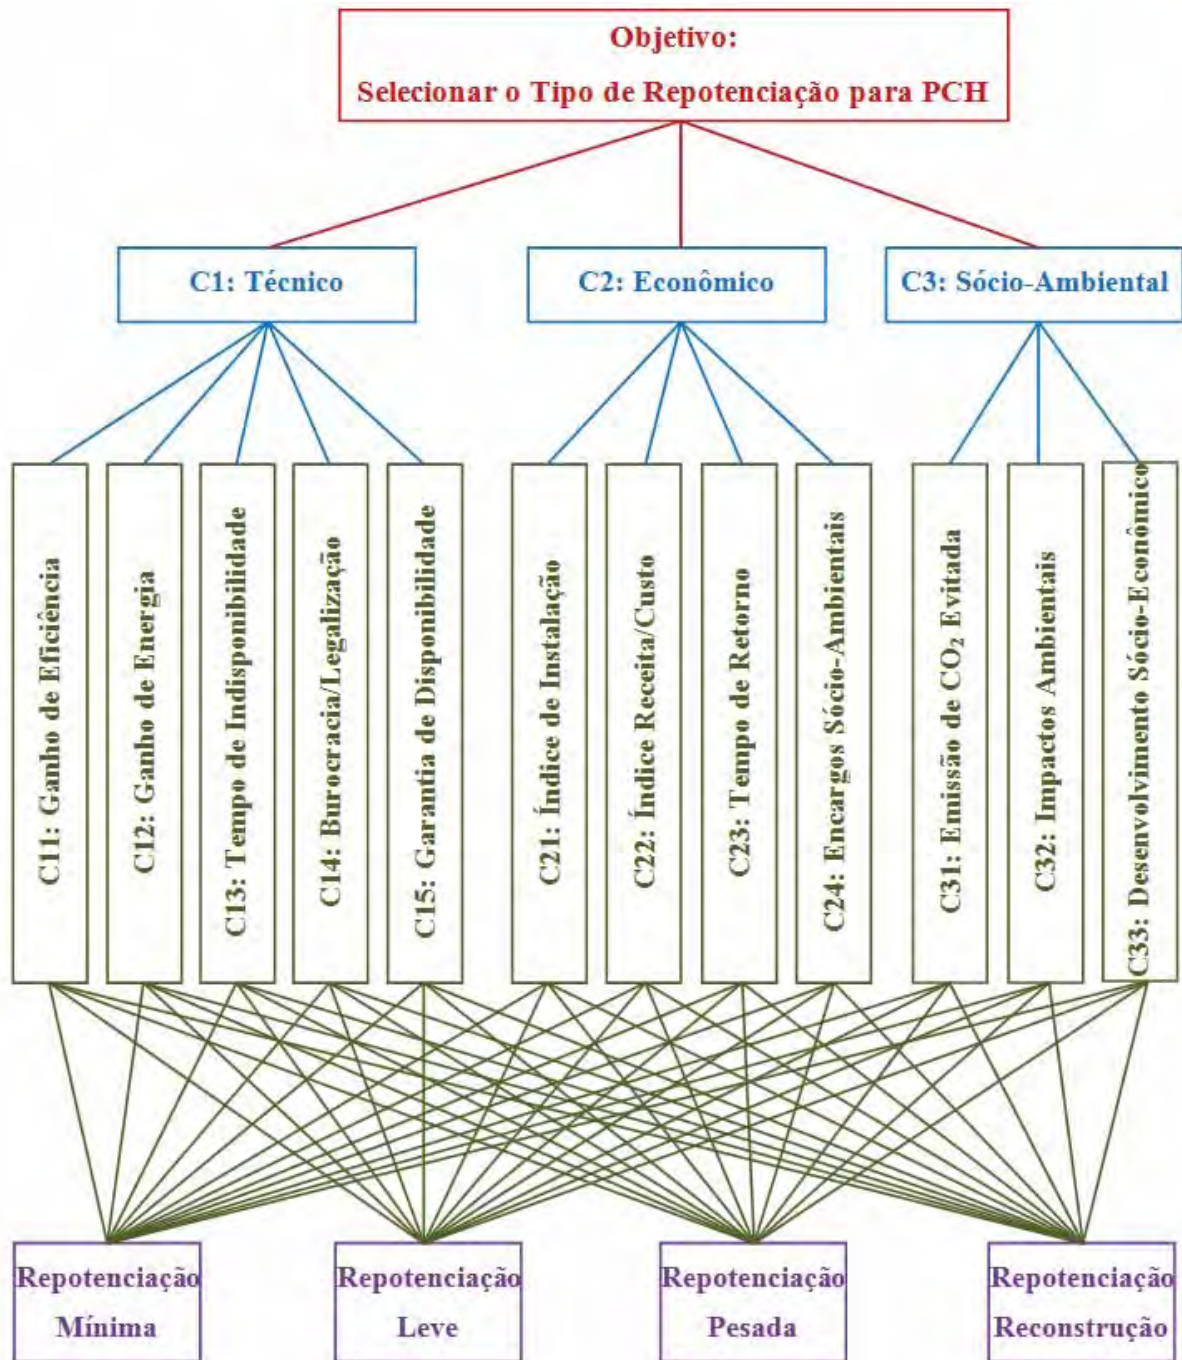 Objetivo:
Selecionar o Tipo de Repotenciação para PCH
C1: Técnico
C2: Econômico
C3: Sócio-Ambiental
C11: Ganho de Eficiência
C12: Ganho de Energia
C13: Tempo de Indisponibilidade
C14: Burocracia/Legalização
C15: Garantia de Disponibilidade
C21: Índice de Instalação
C22: Índice Receita/Custo
C23: Tempo de Retorno
C24: Encargos Sócio-Ambientais
C31: Emissão de CO₂ Evitada
C32: Impactos Ambientais
C33: Desenvolvimento Sócio-Econômico
Repotenciação
Mínima
Repotenciação
Leve
Repotenciação
Pesada
Repotenciação
Reconstrução